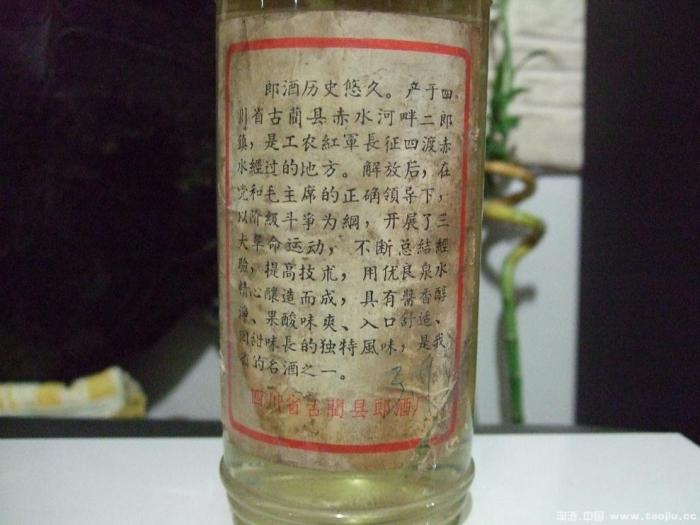 郎酒历史悠久。产于四
川省古藺县赤水河畔二郎
鎮，是工农紅軍長征四渡赤
水經过的地方。解放后，在
党和毛主席的正确領导下，
以阶級斗爭为綱，开展了三
大革命运动，不断总結經
驗，提高技朮，用优良泉水
精心釀造而成，具有醬香醇
、果酸味爽、入口舒适、
回甜味長的独特風味，是我
省的名酒之一。
四川省古藺县郎酒厂
淘酒.中国 www.taojiu.cc